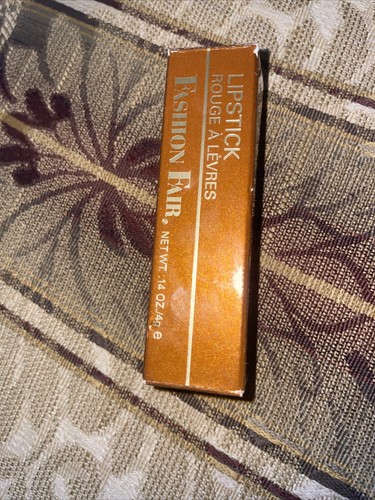 LIPSTICK
ROUGE À LÈVRES
FASHION FAIR®
NET WT. .14 OZ./4g ℮